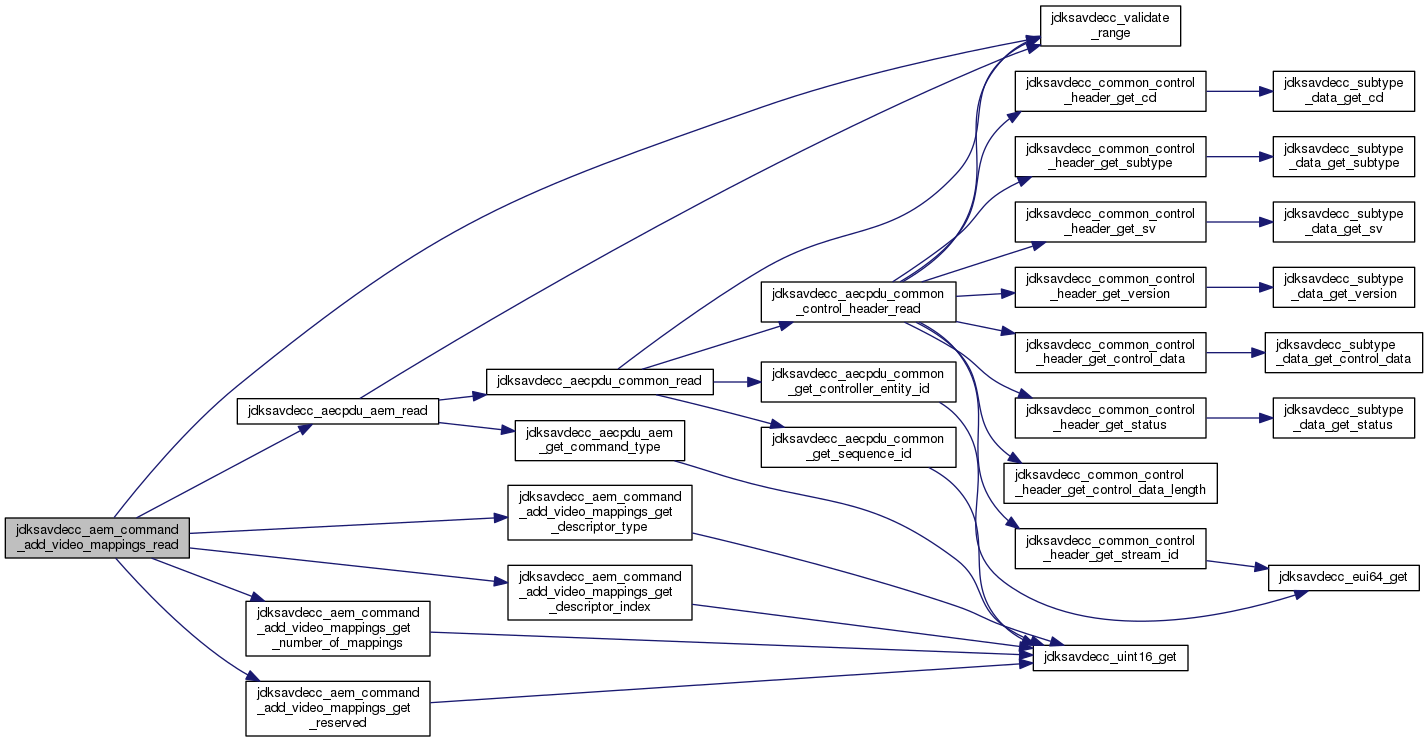 jdksavdecc_aem_command
_add_video_mappings_read
jdksavdecc_aecpdu_aem_read
jdksavdecc_aem_command
_add_video_mappings_get
_number_of_mappings
jdksavdecc_aem_command
_add_video_mappings_get
_reserved
jdksavdecc_aecpdu_common_read
jdksavdecc_aecpdu_aem
_get_command_type
jdksavdecc_aem_command
_add_video_mappings_get
_descriptor_type
jdksavdecc_aem_command
_add_video_mappings_get
_descriptor_index
jdksavdecc_aecpdu_common
_control_header_read
jdksavdecc_aecpdu_common
_get_controller_entity_id
jdksavdecc_aecpdu_common
_get_sequence_id
jdksavdecc_validate
_range
jdksavdecc_common_control
_header_get_cd
jdksavdecc_common_control
_header_get_subtype
jdksavdecc_common_control
_header_get_sv
jdksavdecc_common_control
_header_get_version
jdksavdecc_common_control
_header_get_control_data
jdksavdecc_common_control
_header_get_status
jdksavdecc_common_control
_header_get_control_data_length
jdksavdecc_common_control
_header_get_stream_id
jdksavdecc_uint16_get
jdksavdecc_subtype
_data_get_cd
jdksavdecc_subtype
_data_get_subtype
jdksavdecc_subtype
_data_get_sv
jdksavdecc_subtype
_data_get_version
jdksavdecc_subtype
_data_get_control_data
jdksavdecc_subtype
_data_get_status
jdksavdecc_eui64_get